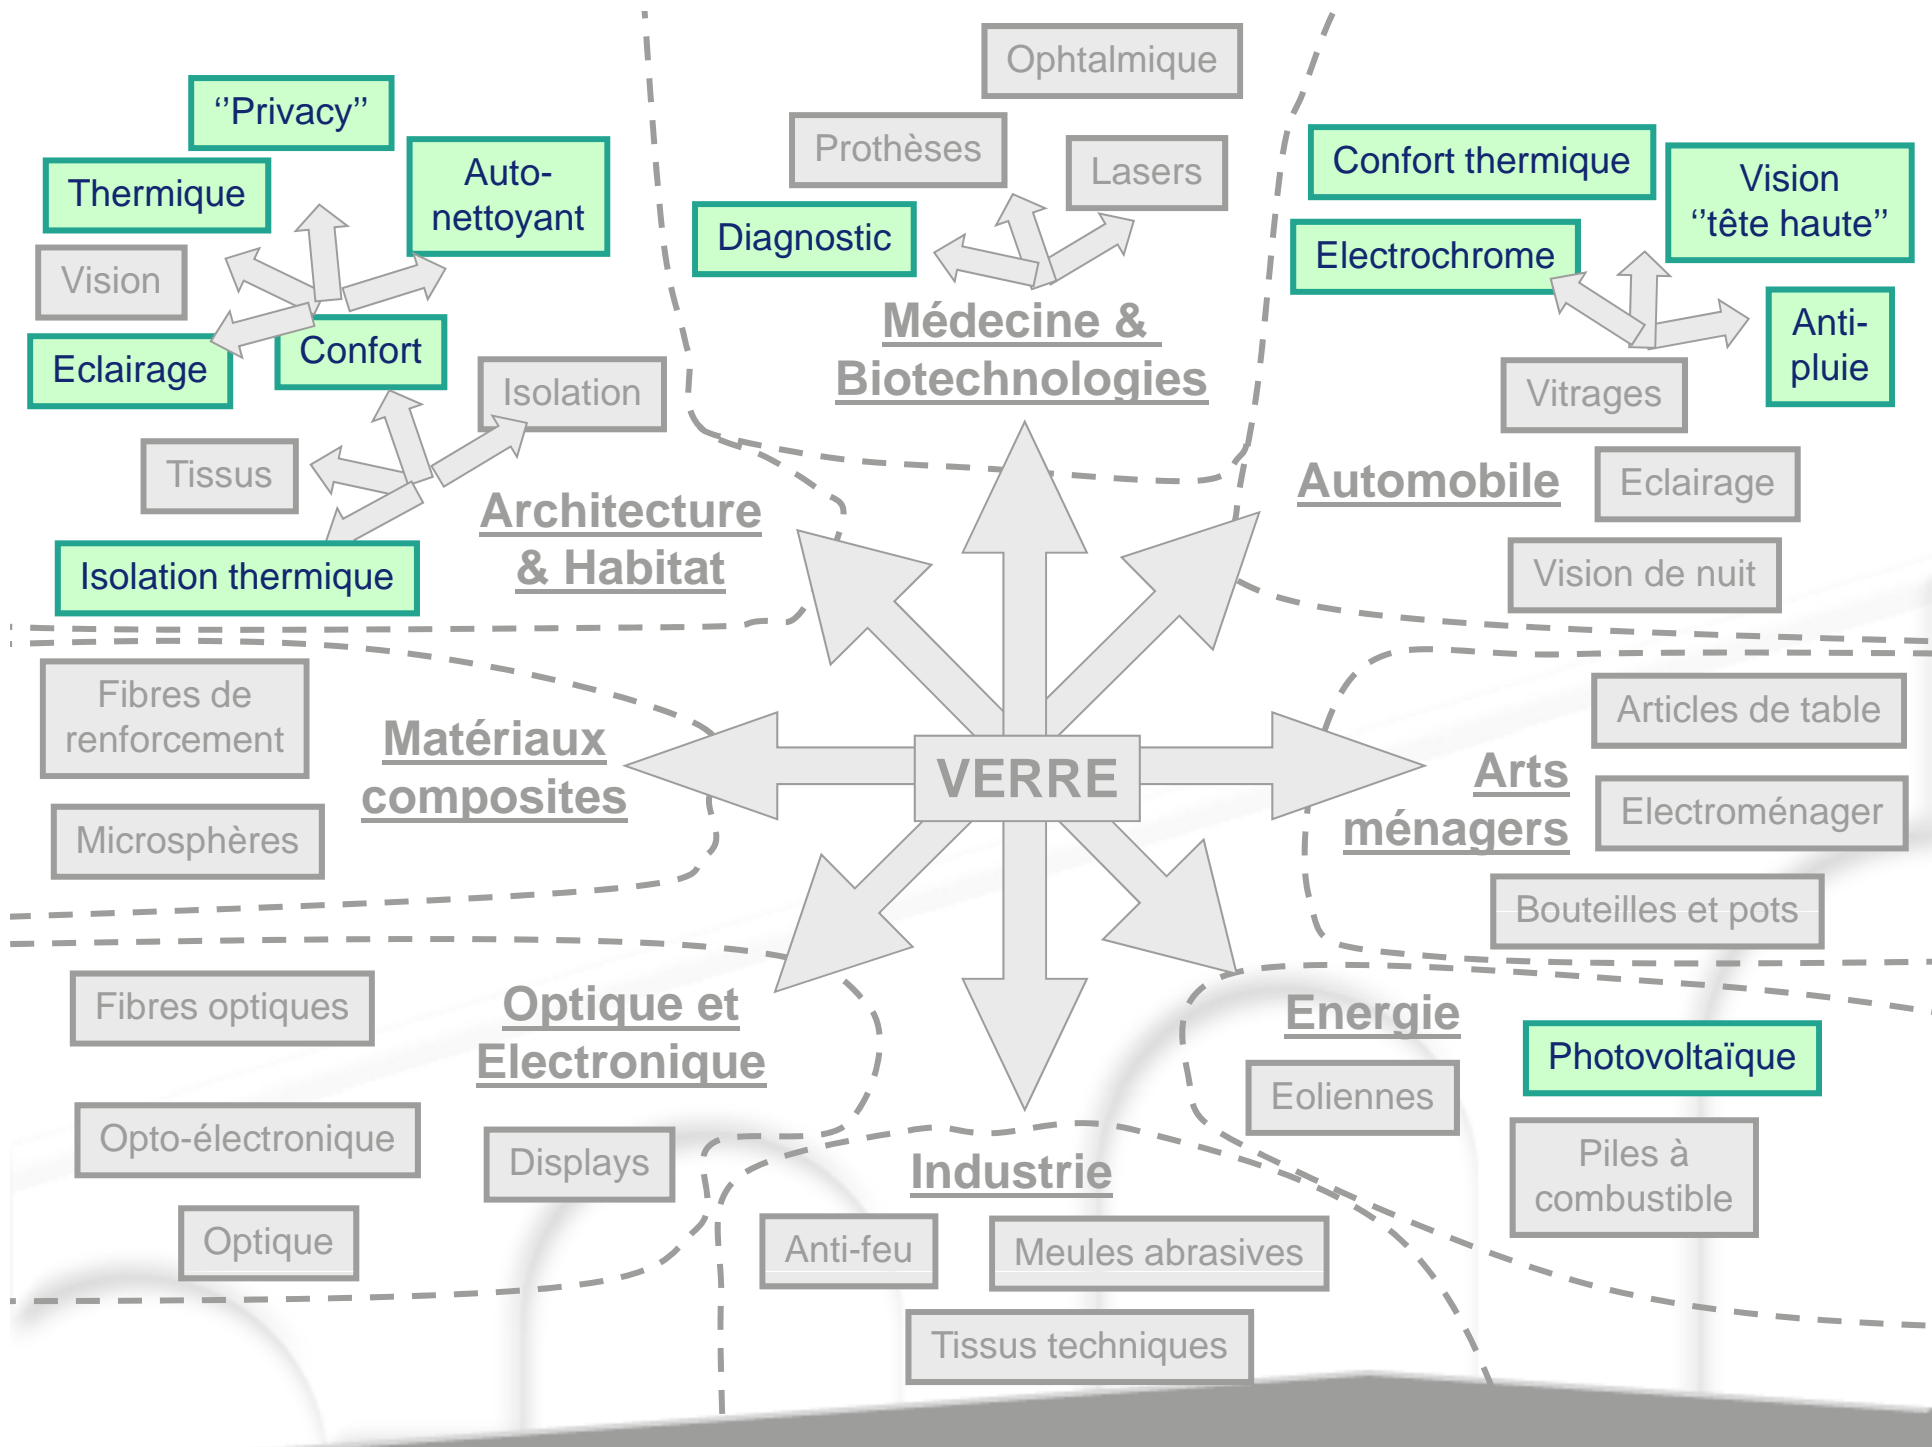 ‘’Privacy’’
Thermique
Auto-
nettoyant
Vision
Eclairage
Confort
Isolation
Tissus
Isolation thermique
Architecture
& Habitat
Ophtalmique
Prothèses
Lasers
Diagnostic
Médecine &
Biotechnologies
Confort thermique
Vision
‘’tête haute’’
Electrochrome
Anti-
pluie
Vitrages
Automobile
Eclairage
Vision de nuit
Fibres de
renforcement
Matériaux
composites
Microsphères
VERRE
Articles de table
Arts
ménagers
Electroménager
Bouteilles et pots
Fibres optiques
Optique et
Electronique
Opto-électronique
Displays
Optique
Energie
Photovoltaïque
Eoliennes
Piles à
combustible
Industrie
Anti-feu
Meules abrasives
Tissus techniques